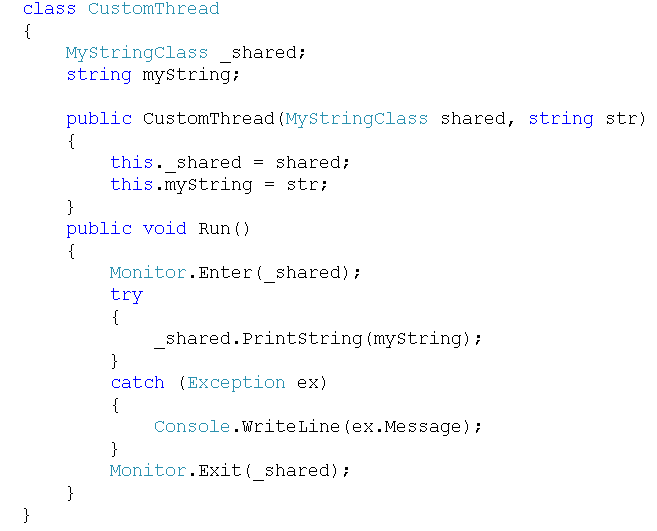 class CustomThread
{
    MyStringClass _shared;
    string myString;

    public CustomThread(MyStringClass shared, string str)
    {
        this._shared = shared;
        this.myString = str;
    }
    public void Run()
    {
        Monitor.Enter(_shared);
        try
        {
            _shared.PrintString(myString);
        }
        catch (Exception ex)
        {
            Console.WriteLine(ex.Message);
        }
        Monitor.Exit(_shared);
    }
}